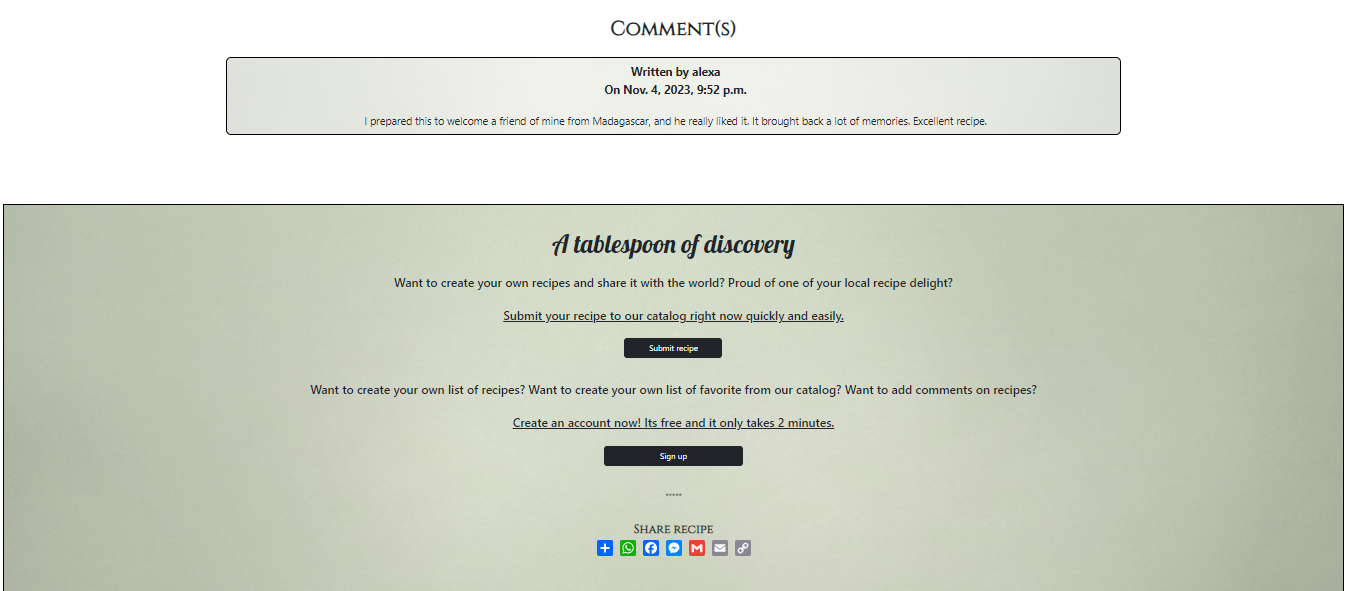 Comment(s)
Written by alexa
On Nov. 4, 2023, 9:52 p.m.
I prepared this to welcome a friend of mine from Madagascar, and he really liked it. It brought back a lot of memories. Excellent recipe.
A tablespoon of discovery
Want to create your own recipes and share it with the world? Proud of one of your local recipe delight?
Submit your recipe to our catalog right now quickly and easily.
Submit recipe
Want to create your own list of recipes? Want to create your own list of favorite from our catalog? Want to add comments on recipes?
Create an account now! Its free and it only takes 2 minutes.
Sign up
*****
Share recipe